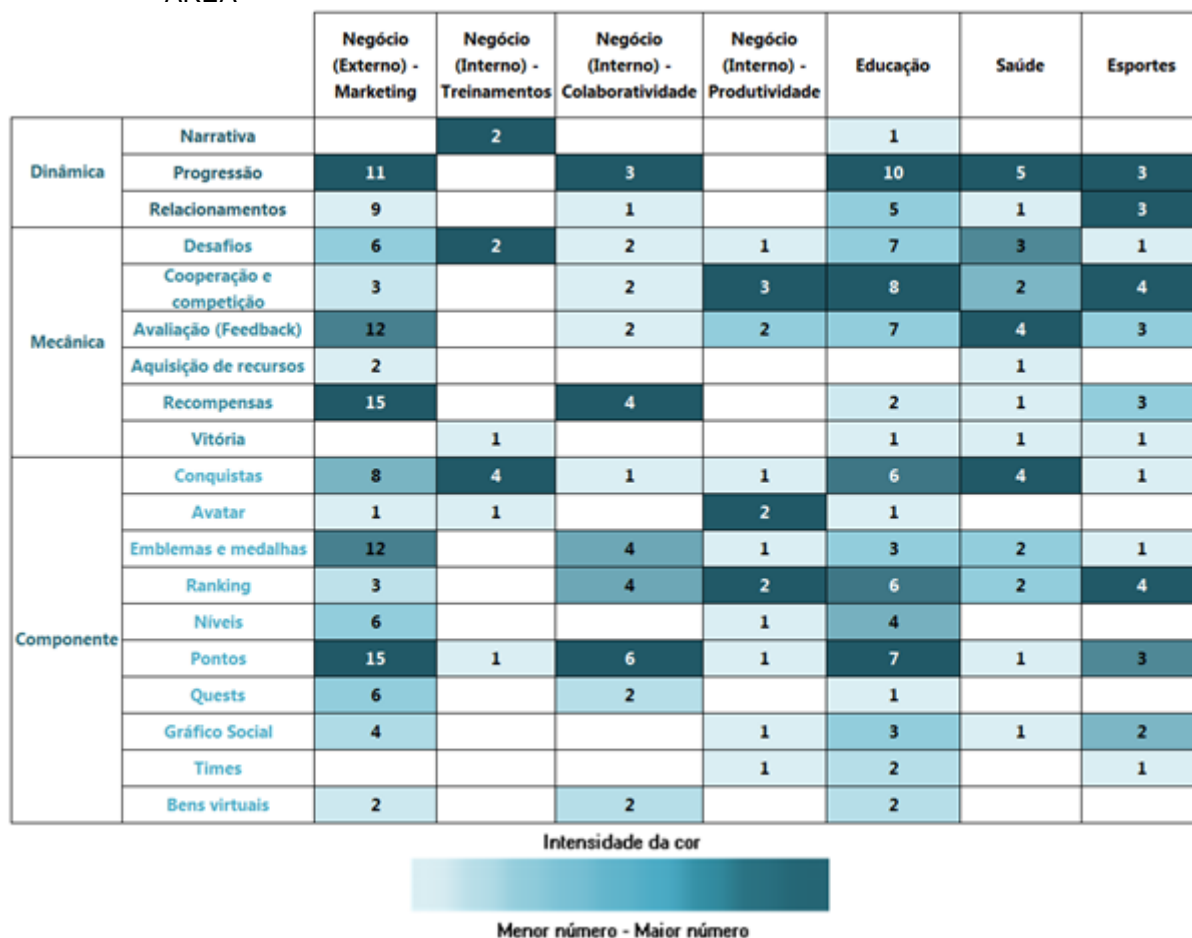 ÁREA
Negócio (Externo) - Marketing | Negócio (Interno) - Treinamentos | Negócio (Interno) - Colaboratividade | Negócio (Interno) - Produtividade | Educação | Saúde | Esportes
Dinâmica
Narrativa 2 1
Progressão 11 3 10 5 3
Relacionamentos 9 1 5 1 3
Mecânica
Desafios 6 2 2 1 7 3 1
Cooperação e competição 3 2 3 8 2 4
Avaliação (Feedback) 12 2 2 7 4 3
Aquisição de recursos 2 1
Recompensas 15 4 2 1 3
Vitória 1 1 1 1
Componente
Conquistas 8 4 1 1 6 4 1
Avatar 1 1 2 1
Emblemas e medalhas 12 4 1 3 2 1
Ranking 3 4 2 6 2 4
Níveis 6 1 4
Pontos 15 1 6 1 7 1 3
Quests 6 2 1
Gráfico Social 4 1 3 1 2
Times 1 2 1
Bens virtuais 2 2 2
Intensidade da cor
Menor número - Maior número